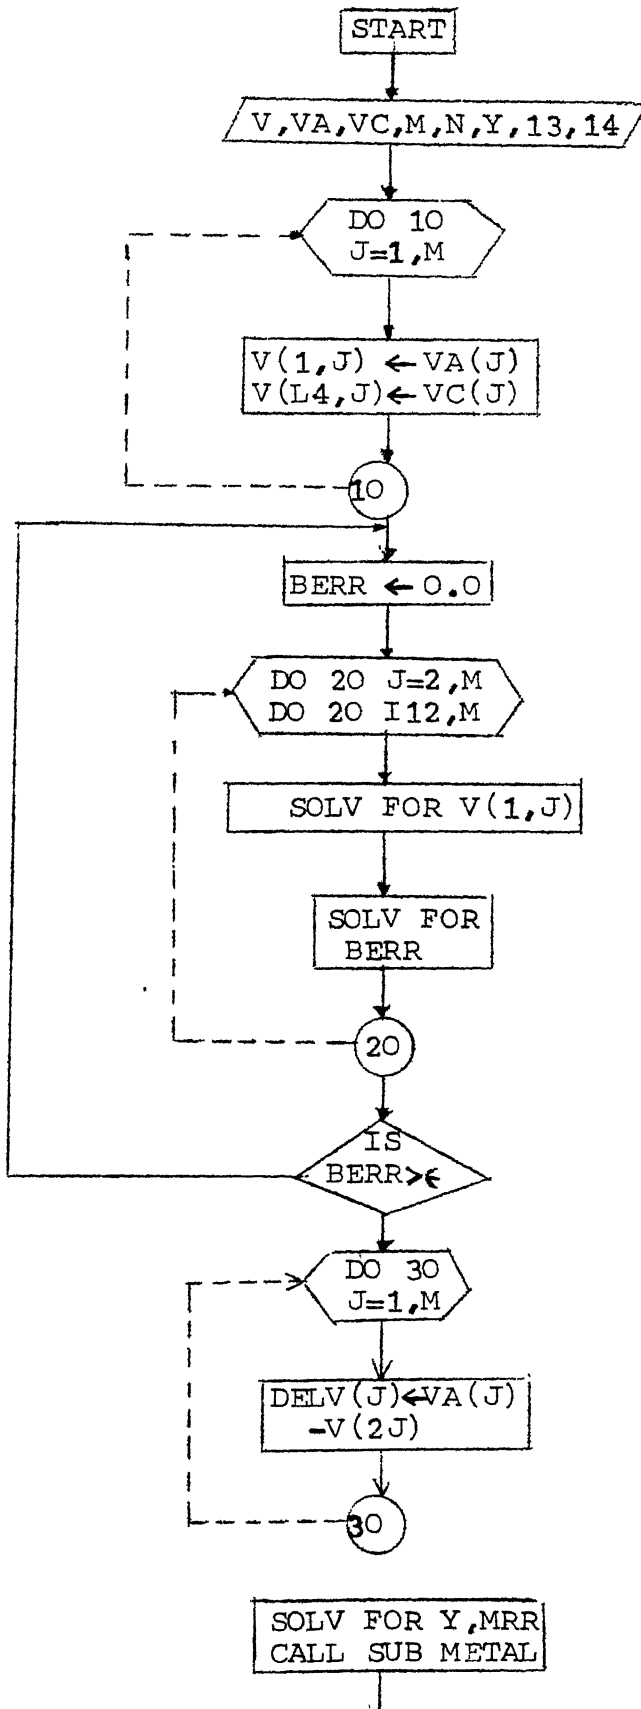 START
V,VA,VC,M,N,Y,13,14
DO 10
J=1,M
V(1,J) ← VA(J)
V(L4,J) ← VC(J)
10
BERR ← 0.0
DO 20 J=2,M
DO 20 I12,M
SOLV FOR V(1,J)
SOLV FOR
BERR
20
IS
BERR>ϵ
DO 30
J=1,M
DELV(J)←VA(J)
-V(2J)
30
SOLV FOR Y,MRR
CALL SUB METAL